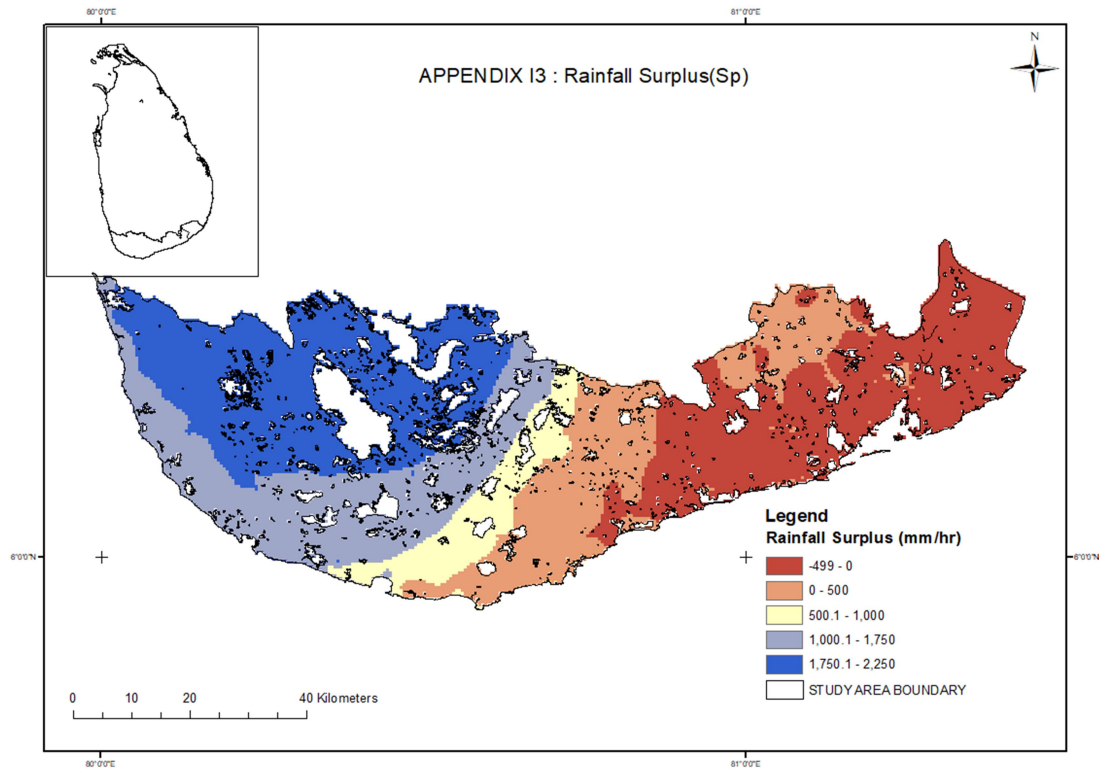 80°0'0"E
81°0'0"E
N
APPENDIX I3 : Rainfall Surplus(Sp)
Legend
Rainfall Surplus (mm/hr)
-499 - 0
0 - 500
500.1 - 1,000
1,000.1 - 1,750
1,750.1 - 2,250
STUDY AREA BOUNDARY
6°0'0"N
6°0'0"N
0 10 20 40 Kilometers
80°0'0"E
81°0'0"E